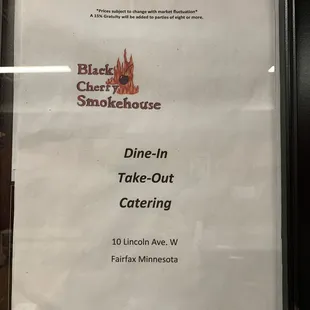 *Prices subject to change with market fluctuation*
A 15% Gratuity will be added to parties of eight or more.
Black
Cherry
Smokehouse
Dine-In
Take-Out
Catering
10 Lincoln Ave. W
Fairfax Minnesota